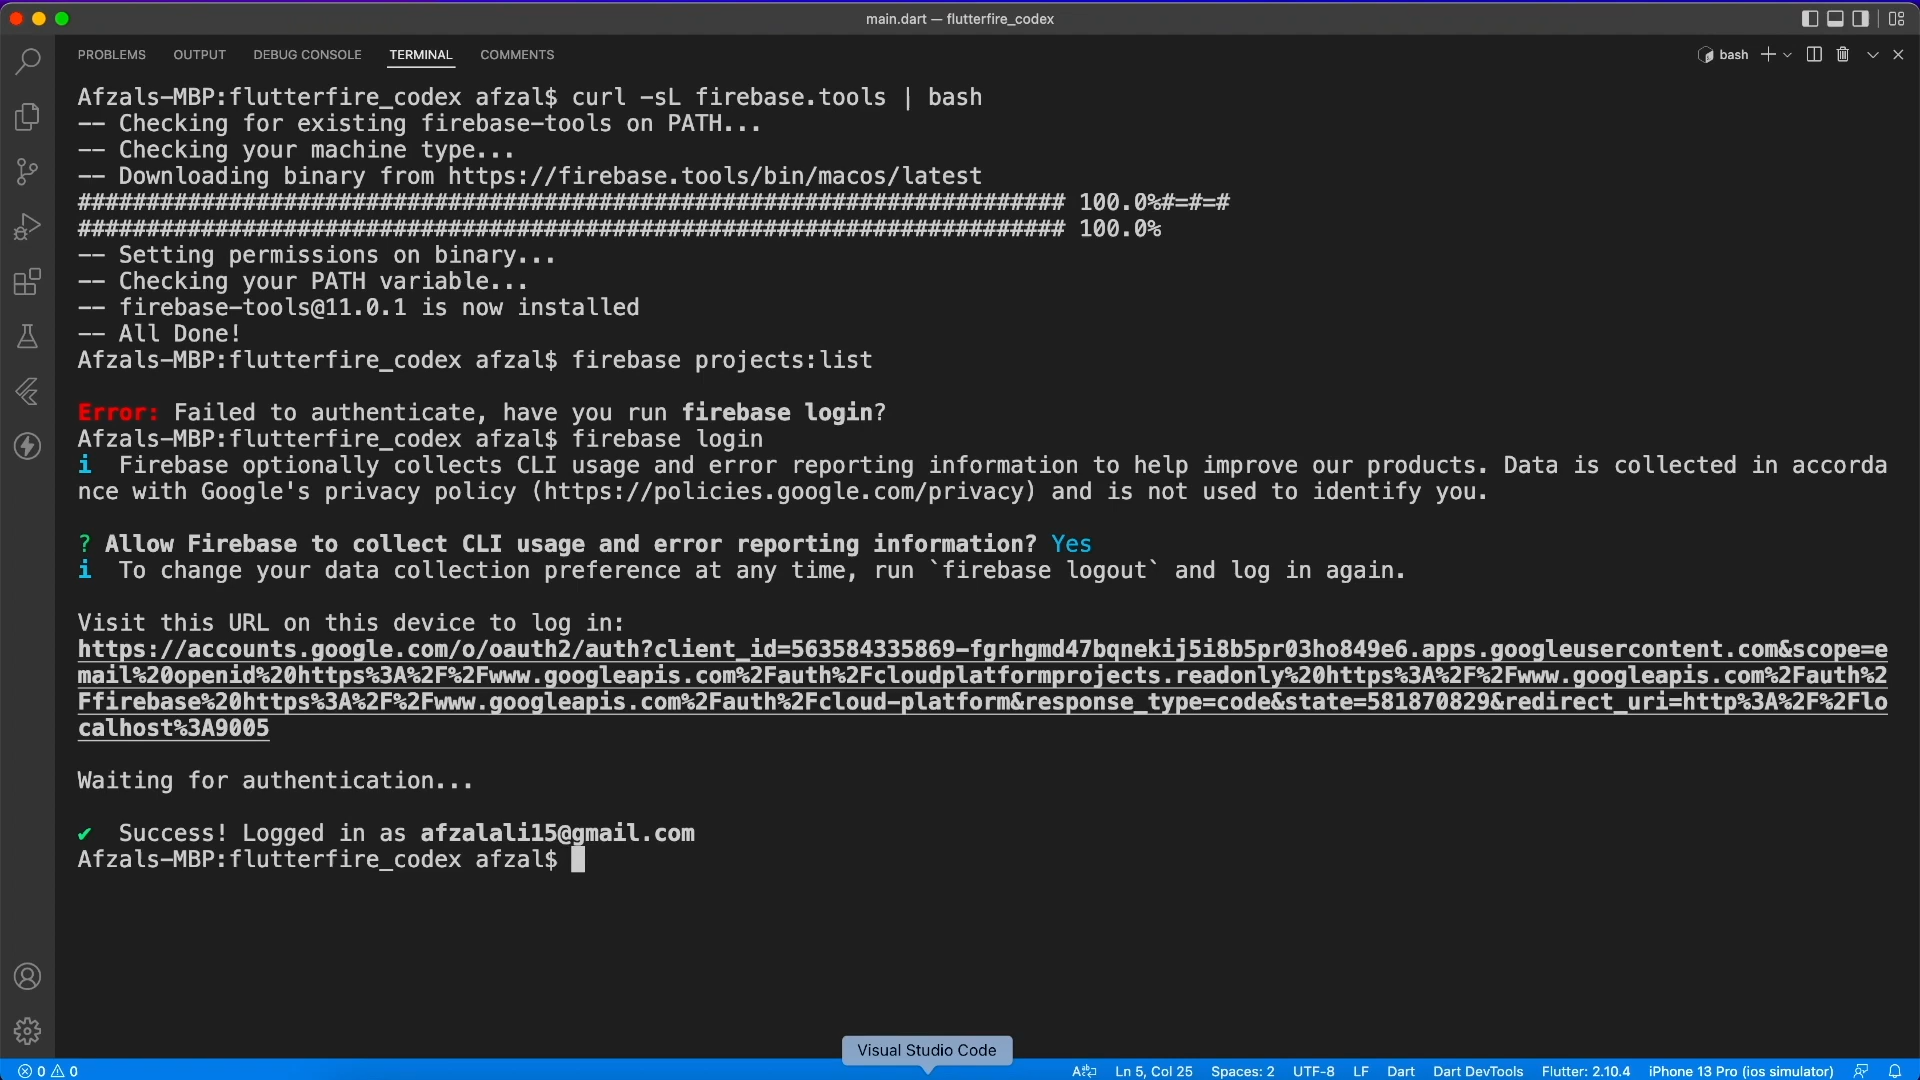 main.dart — flutterfire_codex
PROBLEMS OUTPUT DEBUG CONSOLE TERMINAL COMMENTS bash
Afzals-MBP:flutterfire_codex afzal$ curl -sL firebase.tools | bash
-- Checking for existing firebase-tools on PATH...
-- Checking your machine type...
-- Downloading binary from https://firebase.tools/bin/macos/latest
######################################################################## 100.0%#=#=#
######################################################################## 100.0%
-- Setting permissions on binary...
-- Checking your PATH variable...
-- firebase-tools@11.0.1 is now installed
-- All Done!
Afzals-MBP:flutterfire_codex afzal$ firebase projects:list
Error: Failed to authenticate, have you run firebase login?
Afzals-MBP:flutterfire_codex afzal$ firebase login
i  Firebase optionally collects CLI usage and error reporting information to help improve our products. Data is collected in accorda
nce with Google's privacy policy (https://policies.google.com/privacy) and is not used to identify you.
? Allow Firebase to collect CLI usage and error reporting information? Yes
i  To change your data collection preference at any time, run `firebase logout` and log in again.
Visit this URL on this device to log in:
https://accounts.google.com/o/oauth2/auth?client_id=563584335869-fgrhgmd47bqnekij5i8b5pr03ho849e6.apps.googleusercontent.com&scope=e
mail%20openid%20https%3A%2F%2Fwww.googleapis.com%2Fauth%2Fcloudplatformprojects.readonly%20https%3A%2F%2Fwww.googleapis.com%2Fauth%2
Ffirebase%20https%3A%2F%2Fwww.googleapis.com%2Fauth%2Fcloud-platform&response_type=code&state=581870829&redirect_uri=http%3A%2F%2Flo
calhost%3A9005
Waiting for authentication...
✔  Success! Logged in as afzalali15@gmail.com
Afzals-MBP:flutterfire_codex afzal$
Visual Studio Code
0 0 Ln 5, Col 25 Spaces: 2 UTF-8 LF Dart Dart DevTools Flutter: 2.10.4 iPhone 13 Pro (ios simulator)